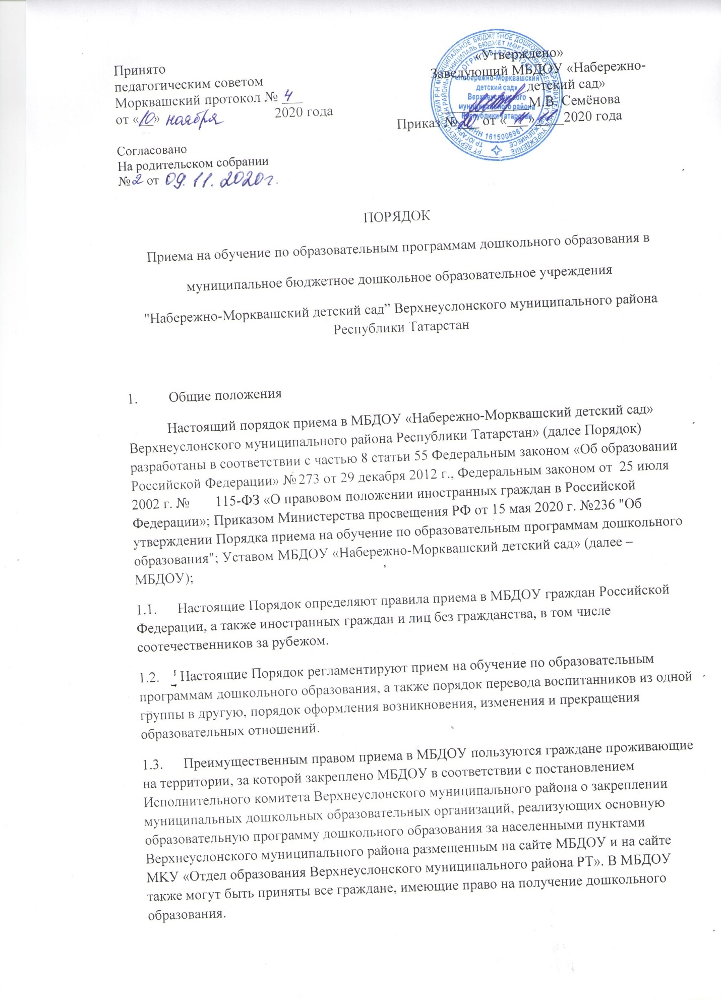 Принято
педагогическим советом
Морквашский протокол № 4
от «10» ноября 2020 года
«Утверждено»
Заведующий МБДОУ «Набережно-
детский сад»
М.В. Семёнова
Приказ № от «11» 11 2020 года
«Набережно-Морквашский
детский сад»
Верхнеуслонского
муниципального района
Республики Татарстан
ИНН 1615006961
Согласовано
На родительском собрании
№2 от 09.11.2020г.
ПОРЯДОК
Приема на обучение по образовательным программам дошкольного образования в
муниципальное бюджетное дошкольное образовательное учреждения
"Набережно-Морквашский детский сад” Верхнеуслонского муниципального района
Республики Татарстан
1. Общие положения
Настоящий порядок приема в МБДОУ «Набережно-Морквашский детский сад»
Верхнеуслонского муниципального района Республики Татарстан» (далее Порядок)
разработаны в соответствии с частью 8 статьи 55 Федеральным законом «Об образовании
Российской Федерации» №273 от 29 декабря 2012 г., Федеральным законом от 25 июля
2002 г. № 115-ФЗ «О правовом положении иностранных граждан в Российской
Федерации»; Приказом Министерства просвещения РФ от 15 мая 2020 г. №236 "Об
утверждении Порядка приема на обучение по образовательным программам дошкольного
образования"; Уставом МБДОУ «Набережно-Морквашский детский сад» (далее –
МБДОУ);
1.1. Настоящие Порядок определяют правила приема в МБДОУ граждан Российской
Федерации, а также иностранных граждан и лиц без гражданства, в том числе
соотечественников за рубежом.
1.2. Настоящие Порядок регламентируют прием на обучение по образовательным
программам дошкольного образования, а также порядок перевода воспитанников из одной
группы в другую, порядок оформления возникновения, изменения и прекращения
образовательных отношений.
1.3. Преимущественным правом приема в МБДОУ пользуются граждане проживающие
на территории, за которой закреплено МБДОУ в соответствии с постановлением
Исполнительного комитета Верхнеуслонского муниципального района о закреплении
муниципальных дошкольных образовательных организаций, реализующих основную
образовательную программу дошкольного образования за населенными пунктами
Верхнеуслонского муниципального района размещенным на сайте МБДОУ и на сайте
МКУ «Отдел образования Верхнеуслонского муниципального района РТ». В МБДОУ
также могут быть приняты все граждане, имеющие право на получение дошкольного
образования.